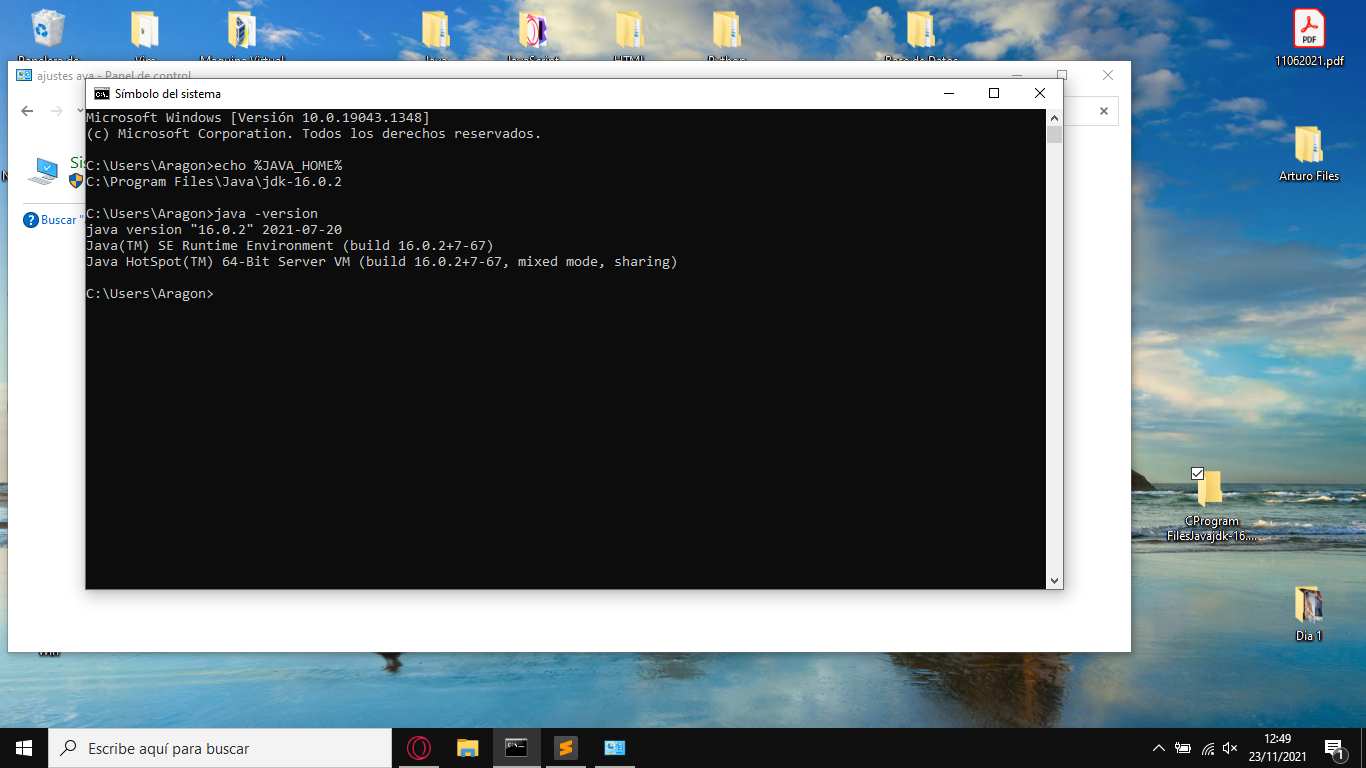 11062021.pdf
ajustes ava - Panel de control
Símbolo del sistema
Microsoft Windows [Versión 10.0.19043.1348]
(c) Microsoft Corporation. Todos los derechos reservados.
C:\Users\Aragon>echo %JAVA_HOME%
C:\Program Files\Java\jdk-16.0.2
C:\Users\Aragon>java -version
java version "16.0.2" 2021-07-20
Java(TM) SE Runtime Environment (build 16.0.2+7-67)
Java HotSpot(TM) 64-Bit Server VM (build 16.0.2+7-67, mixed mode, sharing)
C:\Users\Aragon>
Buscar "
Arturo Files
CProgram
FilesJavajdk-16....
Dia 1
Escribe aquí para buscar
12:49
23/11/2021
1